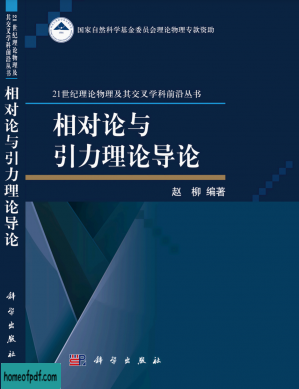 21世纪理论物理及其交叉学科前沿丛书
相对论与引力理论导论
科学出版社
国家自然科学基金委员会理论物理专款资助
21世纪理论物理及其交叉学科前沿丛书
相对论与
引力理论导论
赵 柳 编著
科学出版社
homeofpdf.com
homeofpdf.com